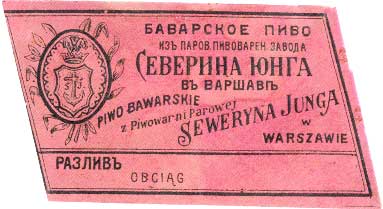 БАВАРСКОЕ ПИВО
ИЗЪ ПАРОВ. ПИВОВАРЕН. ЗАВОДА
СЕВЕРИНА ЮНГА
ВЪ ВАРШАВѢ
PIWO BAWARSKIE
z Piwowarni Parowej
SEWERYNA JUNGA
w
WARSZAWIE
РАЗЛИВЪ
OBCIĄG